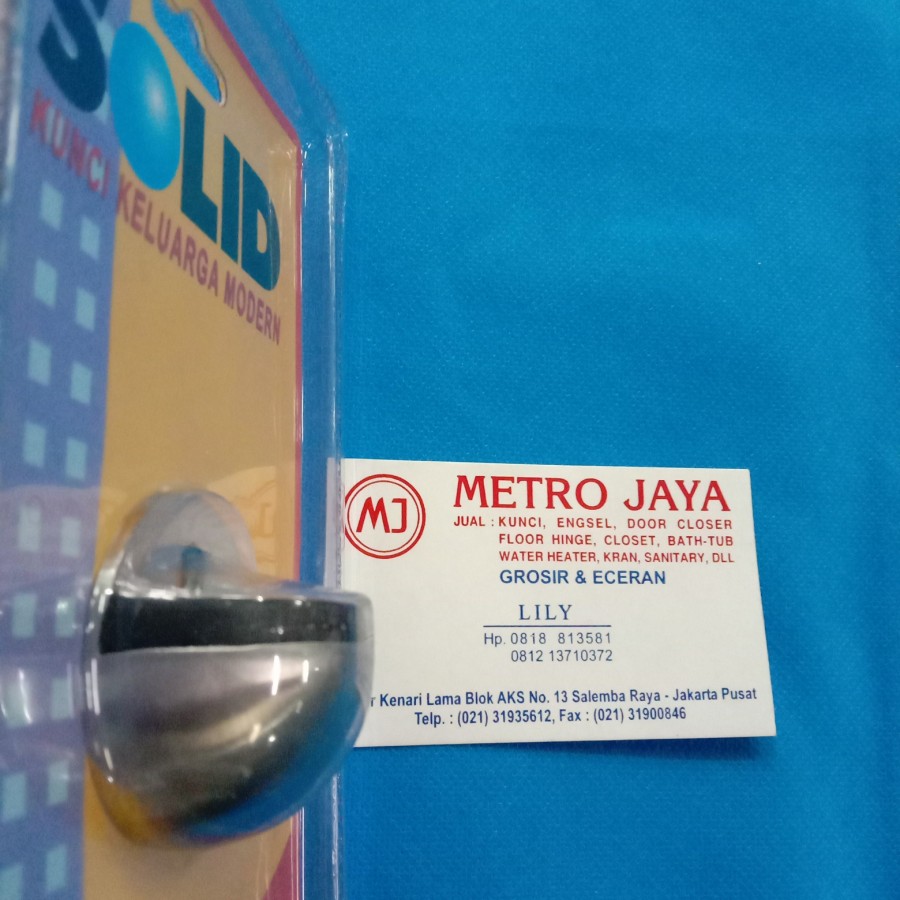 SOLID
KUNCI KELUARGA MODERN
MJ
METRO JAYA
JUAL : KUNCI, ENGSEL, DOOR CLOSER
FLOOR HINGE, CLOSET, BATH-TUB
WATER HEATER, KRAN, SANITARY, DLL
GROSIR & ECERAN
LILY
Hp. 0818 813581
0812 13710372
Kenari Lama Blok AKS No. 13 Salemba Raya - Jakarta Pusat
Telp. : (021) 31935612, Fax : (021) 31900846